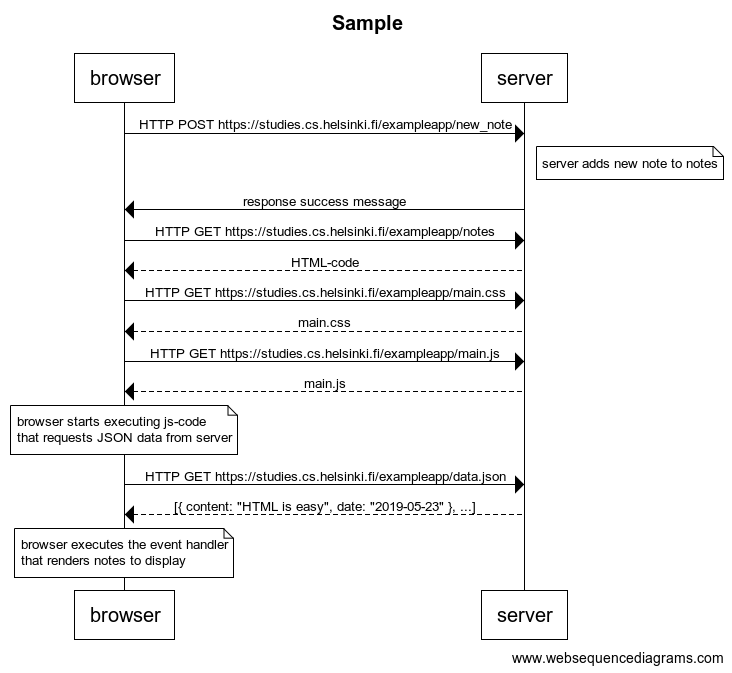 Sample
browser
server
HTTP POST https://studies.cs.helsinki.fi/exampleapp/new_note
server adds new note to notes
response success message
HTTP GET https://studies.cs.helsinki.fi/exampleapp/notes
HTML-code
HTTP GET https://studies.cs.helsinki.fi/exampleapp/main.css
main.css
HTTP GET https://studies.cs.helsinki.fi/exampleapp/main.js
main.js
browser starts executing js-code
that requests JSON data from server
HTTP GET https://studies.cs.helsinki.fi/exampleapp/data.json
[{ content: "HTML is easy", date: "2019-05-23" }, ...]
browser executes the event handler
that renders notes to display
browser
server
www.websequencediagrams.com